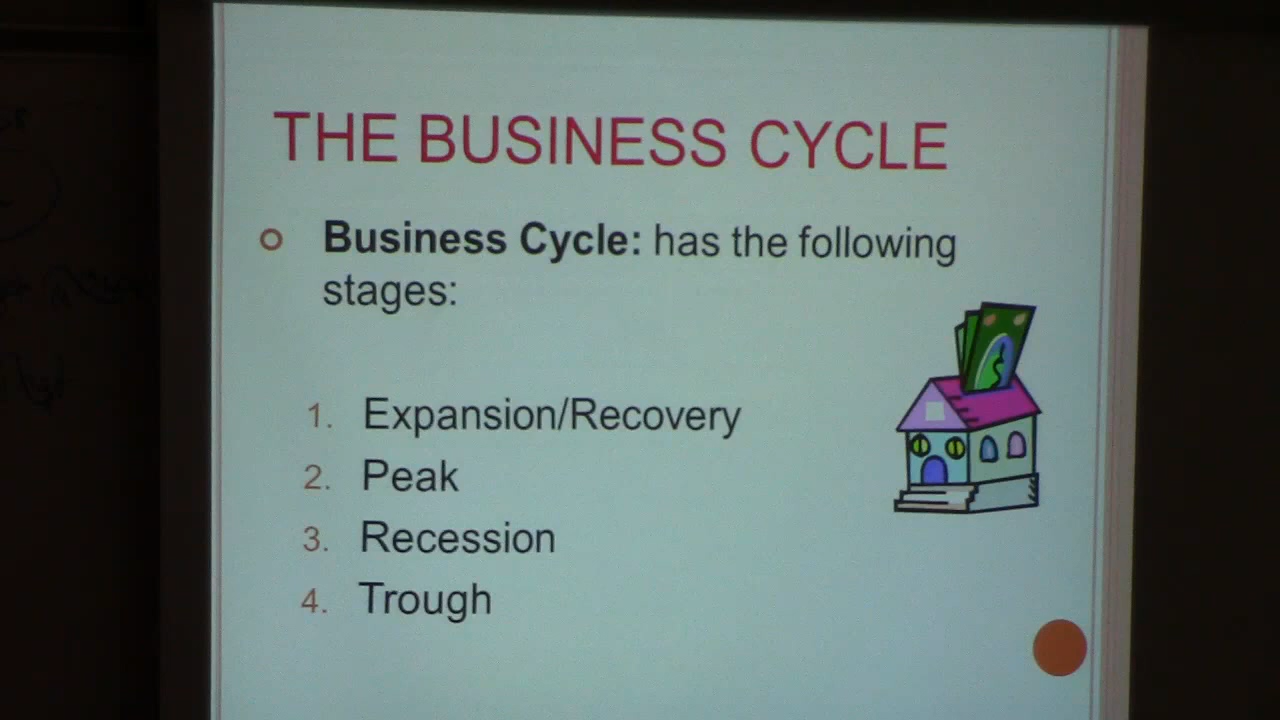 THE BUSINESS CYCLE
Business Cycle: has the following
stages:
1. Expansion/Recovery
2. Peak
3. Recession
4. Trough